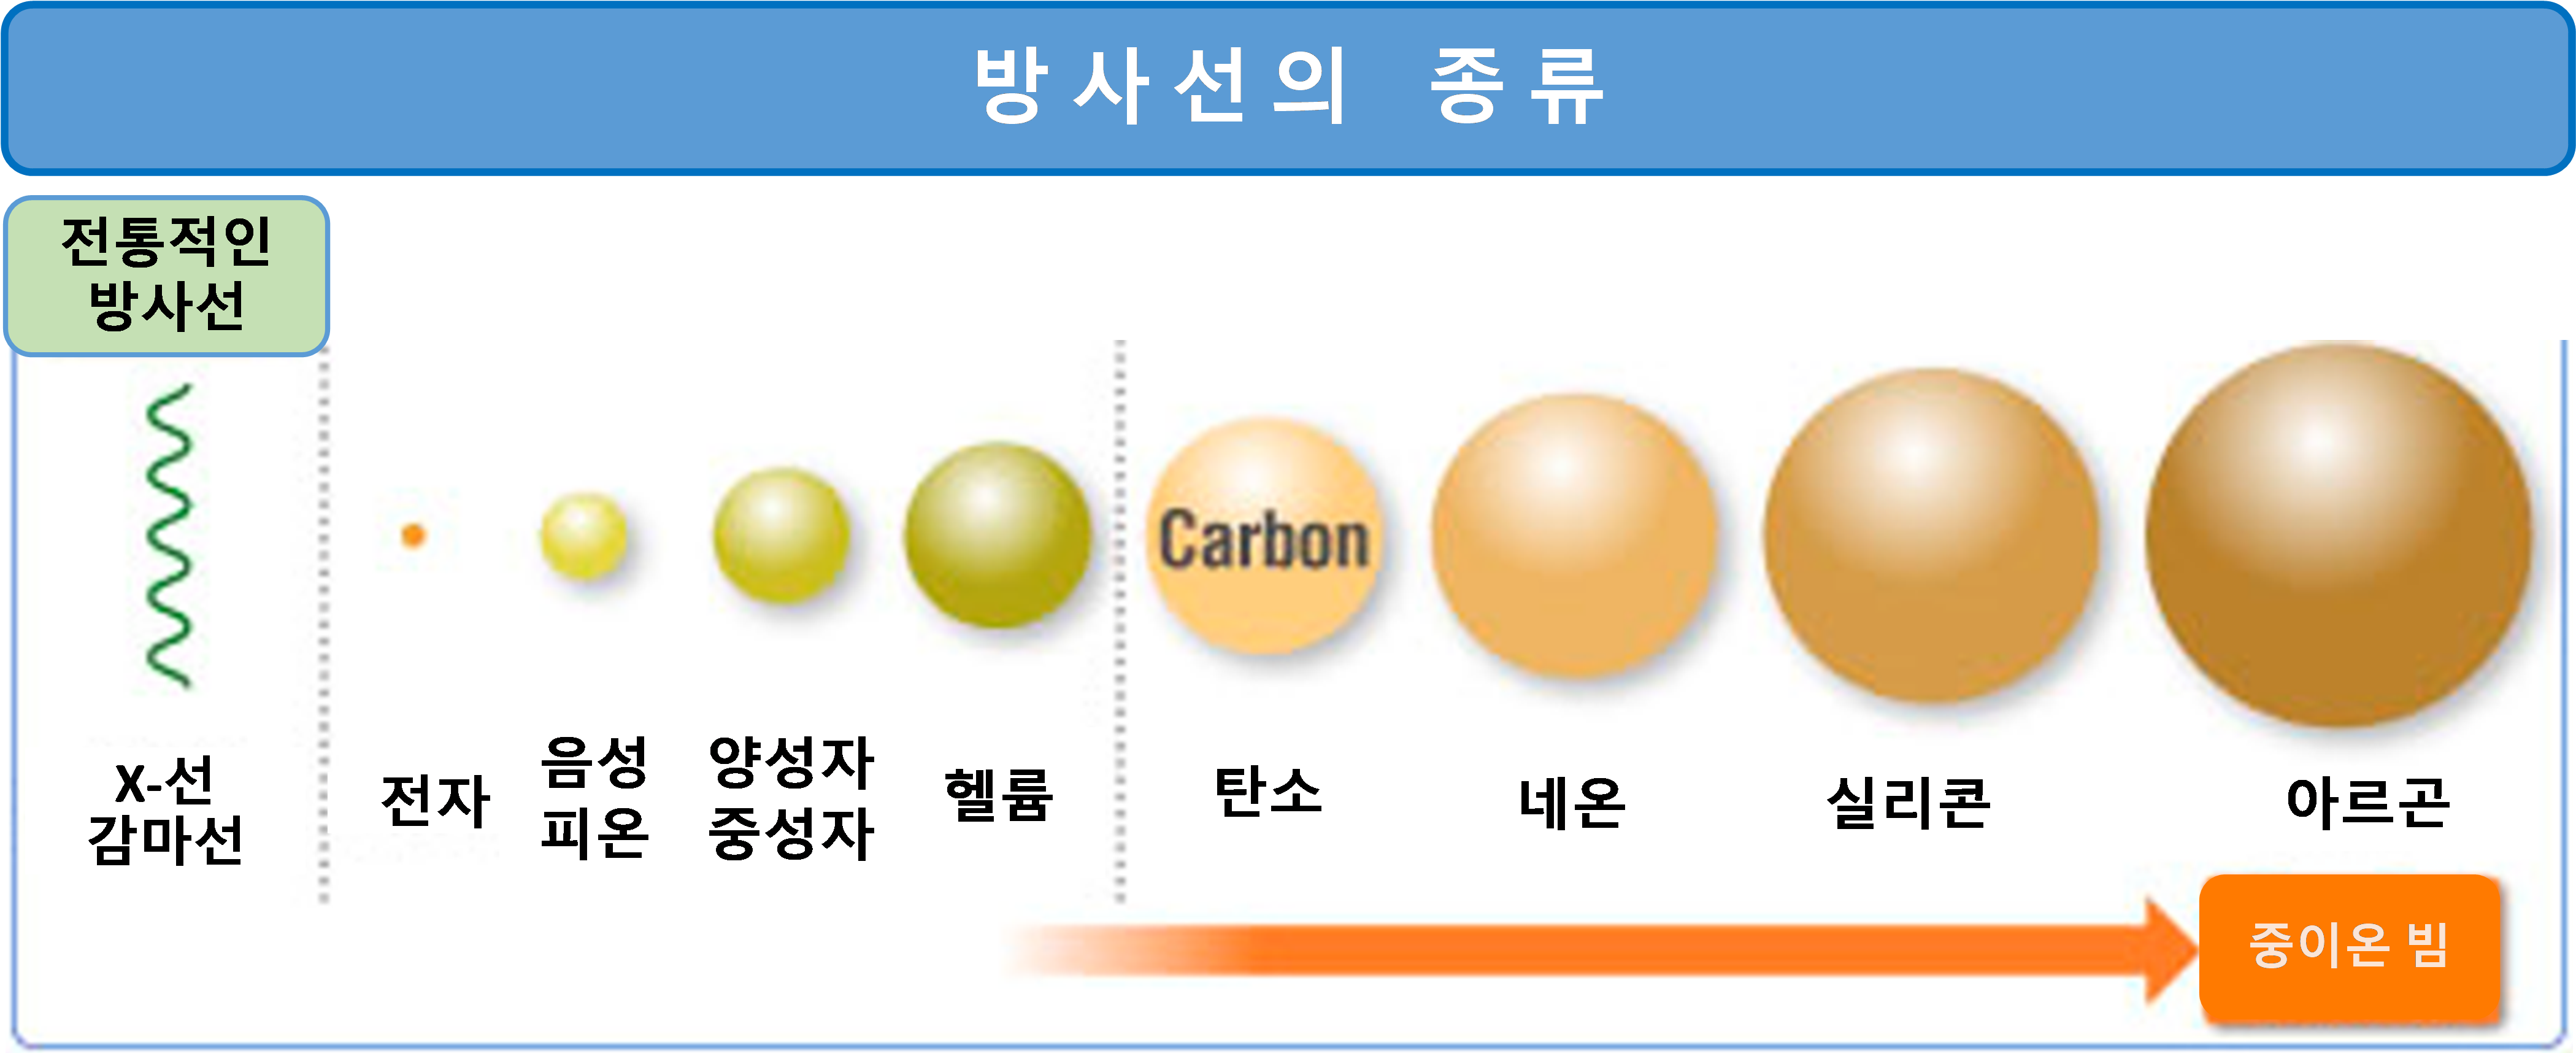 방사선의 종류
전통적인
방사선
Carbon
X-선
감마선
전자
음성
피온
양성자
중성자
헬륨
탄소
네온
실리콘
아르곤
중이온 빔